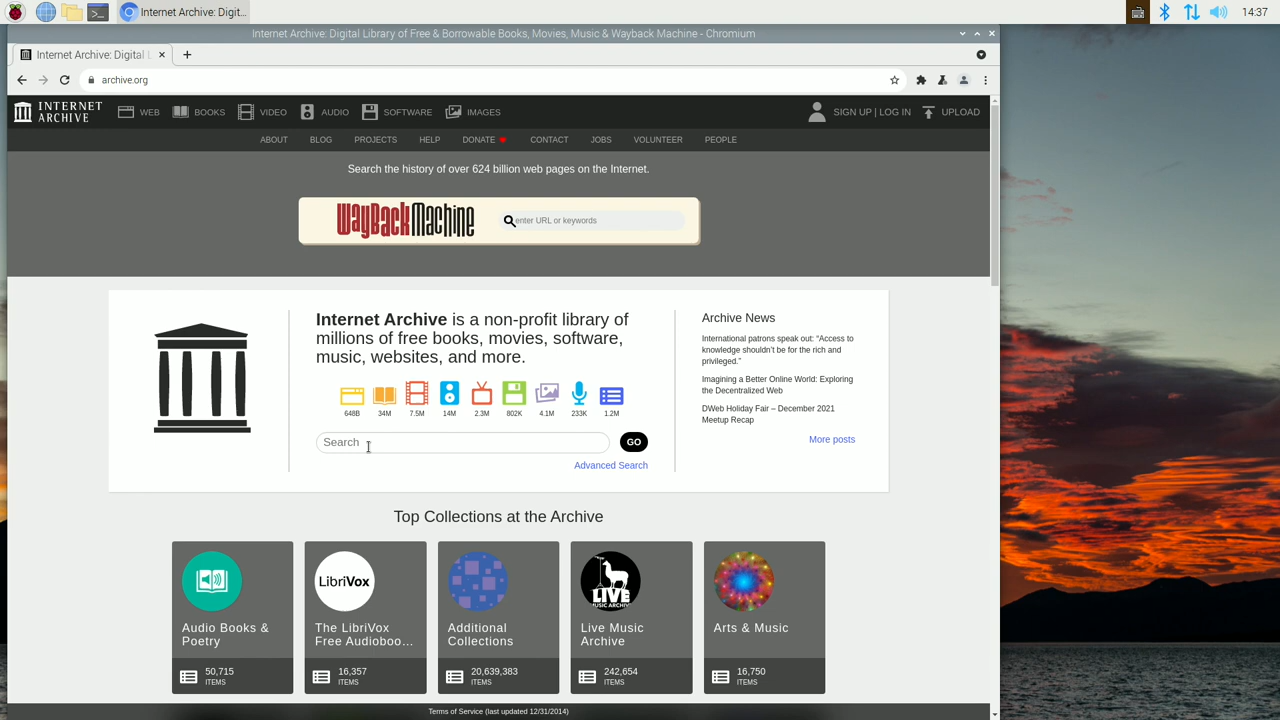 Internet Archive: Digit...
14:37
Internet Archive: Digital Library of Free & Borrowable Books, Movies, Music & Wayback Machine - Chromium
Internet Archive: Digital L
archive.org
INTERNET
ARCHIVE
WEB
BOOKS
VIDEO
AUDIO
SOFTWARE
IMAGES
SIGN UP | LOG IN
UPLOAD
ABOUT
BLOG
PROJECTS
HELP
DONATE
CONTACT
JOBS
VOLUNTEER
PEOPLE
Search the history of over 624 billion web pages on the Internet.
WayBackMachine
enter URL or keywords
Internet Archive is a non-profit library of
millions of free books, movies, software,
music, websites, and more.
648B
34M
7.5M
14M
2.3M
802K
4.1M
233K
1.2M
Search
GO
Advanced Search
Archive News
International patrons speak out: “Access to
knowledge shouldn’t be for the rich and
privileged.”
Imagining a Better Online World: Exploring
the Decentralized Web
DWeb Holiday Fair – December 2021
Meetup Recap
More posts
Top Collections at the Archive
Audio Books &
Poetry
50,715
ITEMS
LibriVox
The LibriVox
Free Audioboo...
16,357
ITEMS
Additional
Collections
20,639,383
ITEMS
LIVE
MUSIC ARCHIVE
Live Music
Archive
242,654
ITEMS
Arts & Music
16,750
ITEMS
Terms of Service (last updated 12/31/2014)